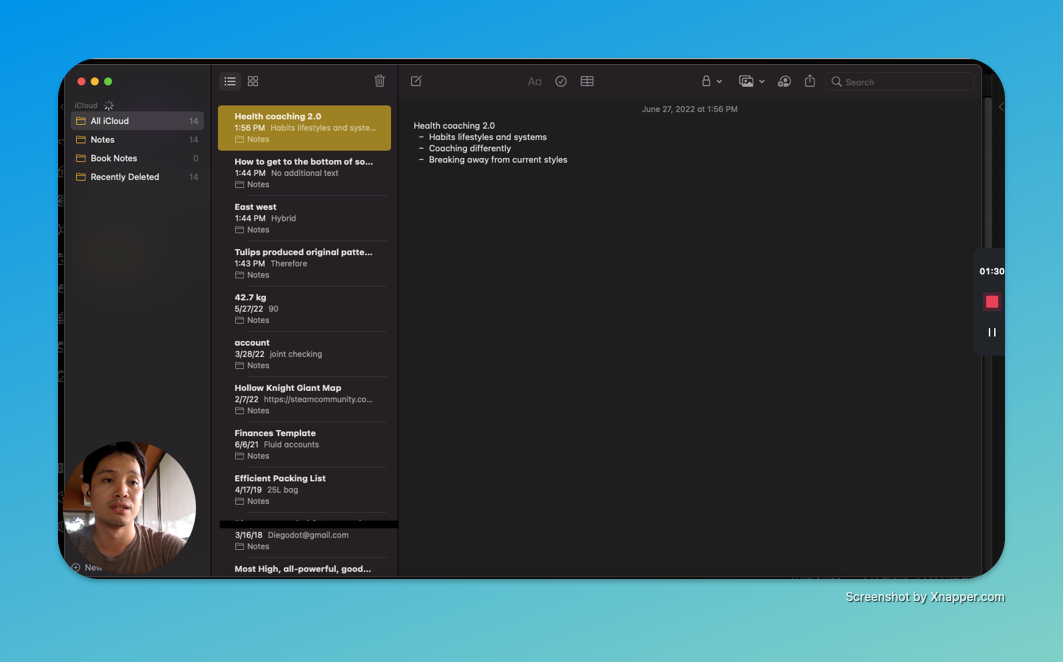 iCloud
All iCloud 14
Notes 14
Book Notes 0
Recently Deleted 14
New
Health coaching 2.0
1:56 PM Habits lifestyles and syste...
Notes
How to get to the bottom of so...
1:44 PM No additional text
Notes
East west
1:44 PM Hybrid
Notes
Tulips produced original patte...
1:43 PM Therefore
Notes
42.7 kg
5/27/22 90
Notes
account
3/28/22 joint checking
Notes
Hollow Knight Giant Map
2/7/22 https://steamcommunity.co...
Notes
Finances Template
6/6/21 Fluid accounts
Notes
Efficient Packing List
4/17/19 25L bag
Notes
3/16/18 Diegodot@gmail.com
Notes
Most High, all-powerful, good...
Aa
Search
June 27, 2022 at 1:56 PM
Health coaching 2.0
– Habits lifestyles and systems
– Coaching differently
– Breaking away from current styles
01:30
Screenshot by Xnapper.com